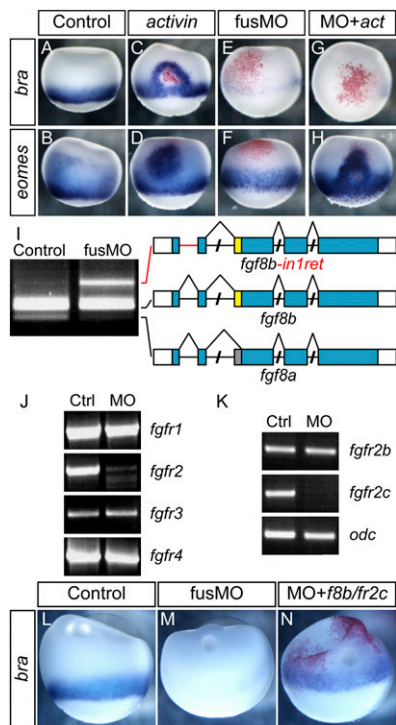 Control activin fusMO MO+act
bra A C E G
eomes B D F H
I
Control fusMO
fgf8b-in1ret
fgf8b
fgf8a
J K
Ctrl MO
fgfr1
fgfr2
fgfr3
fgfr4
Ctrl MO
fgfr2b
fgfr2c
odc
Control fusMO MO+f8b/fr2c
bra L M N